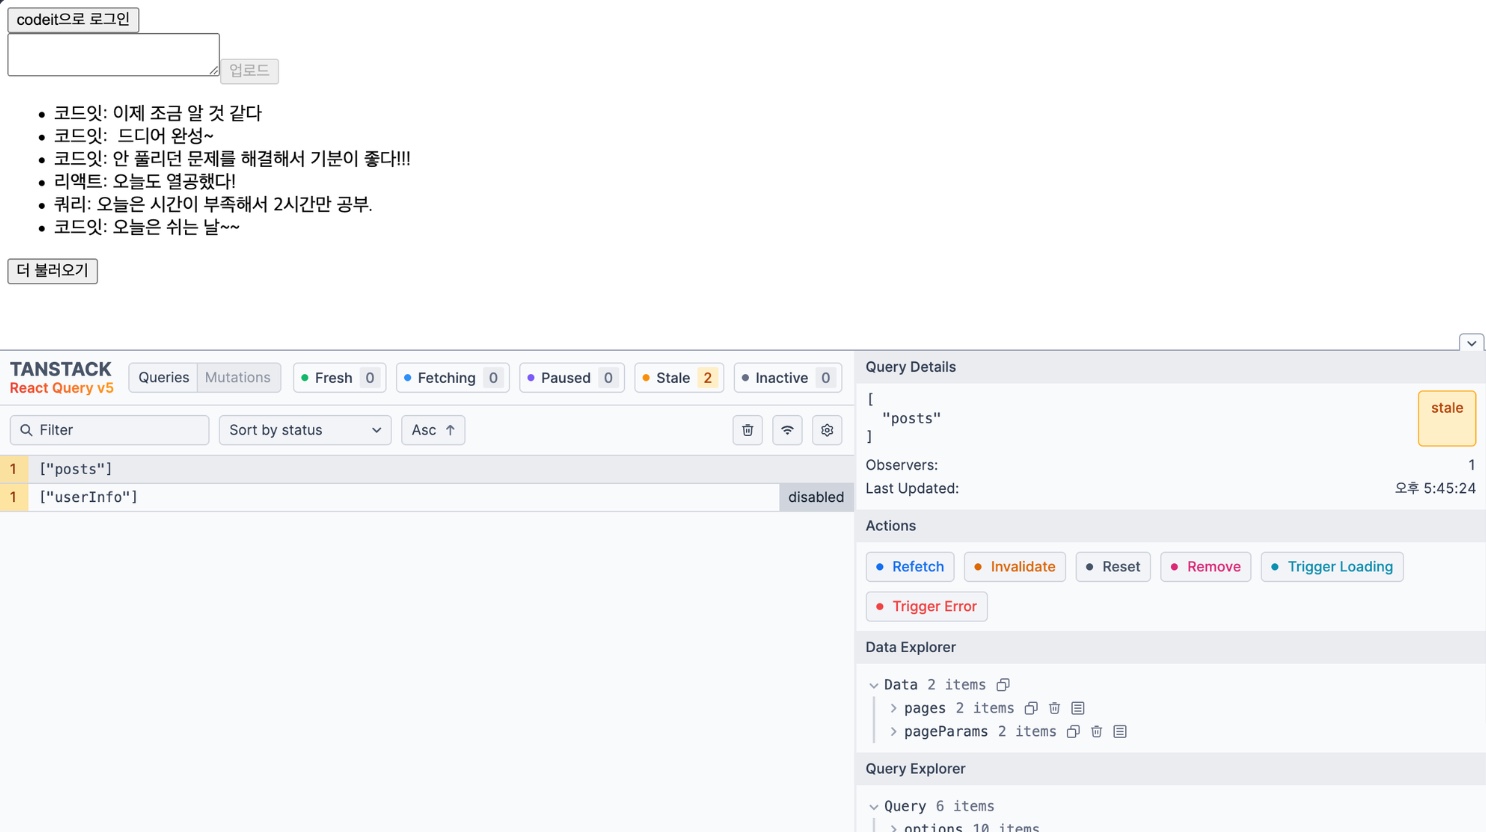 codeit으로 로그인
업로드
코드잇: 이제 조금 알 것 같다
코드잇:  드디어 완성~
코드잇: 안 풀리던 문제를 해결해서 기분이 좋다!!!
리액트: 오늘도 열공했다!
쿼리: 오늘은 시간이 부족해서 2시간만 공부.
코드잇: 오늘은 쉬는 날~~
더 불러오기
TANSTACK
React Query v5
Queries Mutations Fresh 0 Fetching 0 Paused 0 Stale 2 Inactive 0
Filter Sort by status Asc ↑
1 ["posts"]
1 ["userInfo"] disabled
Query Details
[
"posts"
]
stale
Observers: 1
Last Updated: 오후 5:45:24
Actions
Refetch Invalidate Reset Remove Trigger Loading
Trigger Error
Data Explorer
Data 2 items
pages 2 items
pageParams 2 items
Query Explorer
Query 6 items
options 10 items